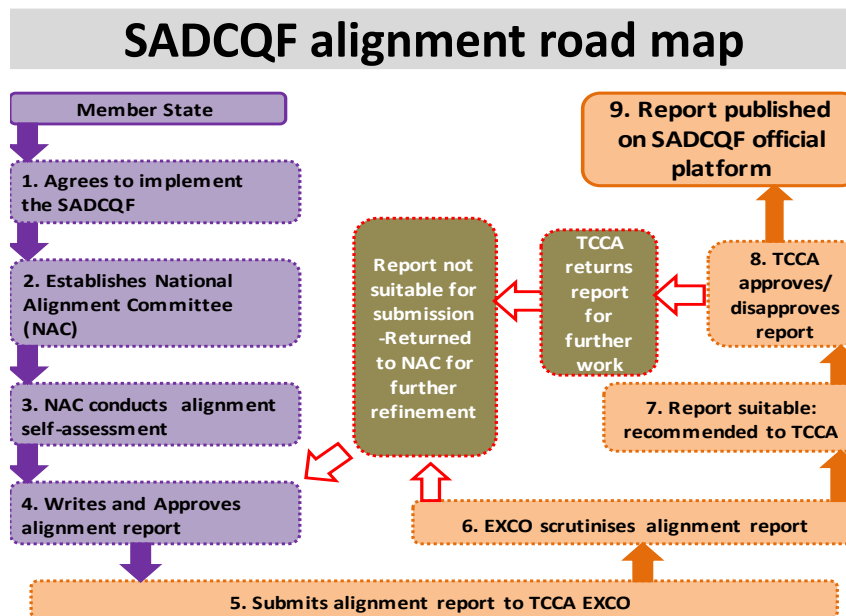 SADCQF alignment road map
Member State
1. Agrees to implement
the SADCQF
2. Establishes National
Alignment Committee
(NAC)
3. NAC conducts alignment
self-assessment
4. Writes and Approves
alignment report
5. Submits alignment report to TCCA EXCO
6. EXCO scrutinises alignment report
7. Report suitable:
recommended to TCCA
8. TCCA
approves/
disapproves
report
9. Report published
on SADCQF official
platform
TCCA
returns
report
for
further
work
Report not
suitable for
submission
-Returned
to NAC for
further
refinement